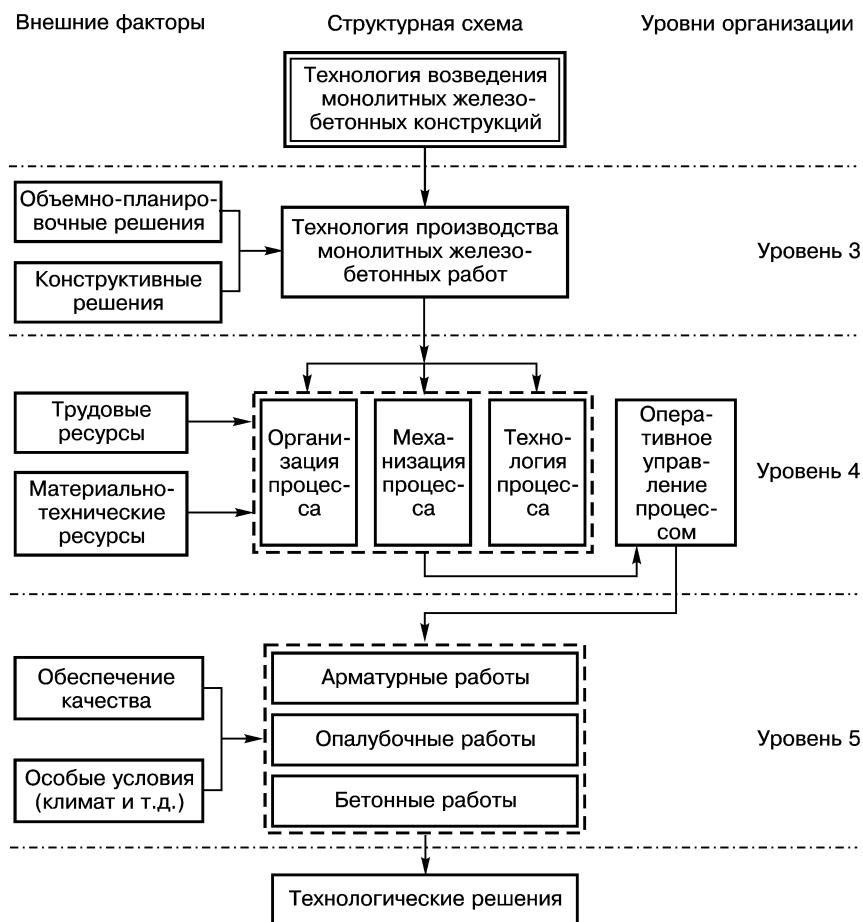 Внешние факторы
Структурная схема
Уровни организации
Технология возведения
монолитных железо-
бетонных конструкций
Объемно-планиро-
вочные решения
Конструктивные
решения
Технология производства
монолитных железо-
бетонных работ
Уровень 3
Трудовые
ресурсы
Материально-
технические
ресурсы
Органи-
зация
процес-
са
Меха-
низация
процес-
са
Техно-
логия
процес-
са
Опера-
тивное
управ-
ление
процес-
сом
Уровень 4
Обеспечение
качества
Особые условия
(климат и т.д.)
Арматурные работы
Опалубочные работы
Бетонные работы
Уровень 5
Технологические решения